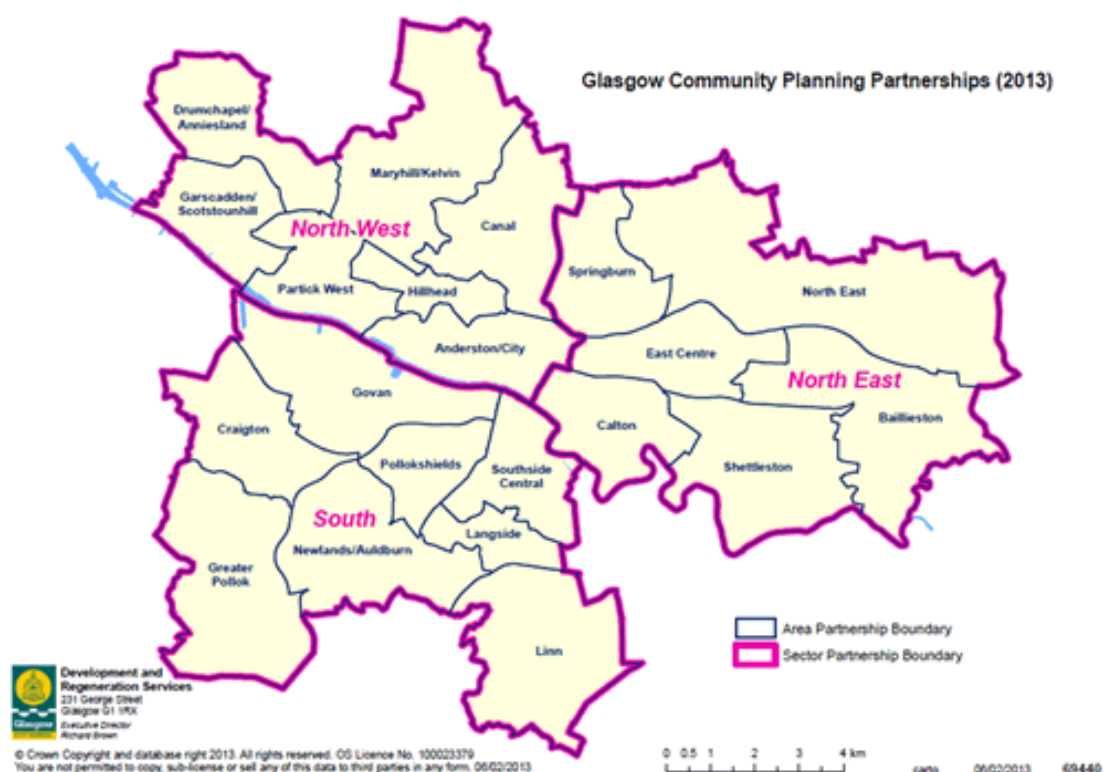 Glasgow Community Planning Partnerships (2013)
Drumchapel/
Anniesland
Maryhill/Kelvin
Garscadden/
Scotstounhill
North West
Canal
Springburn
North East
Partick West
Hillhead
Anderston/City
East Centre
North East
Govan
Baillieston
Craigton
Calton
Pollokshields
Southside
Central
Shettleston
South
Langside
Newlands/Auldburn
Greater
Pollok
Linn
Area Partnership Boundary
Sector Partnership Boundary
Development and
Regeneration Services
231 George Street
Glasgow G1 1RX
Executive Director
Richard Brown
Glasgow
© Crown Copyright and database right 2013. All rights reserved. OS Licence No. 100023379
You are not permitted to copy, sub-license or sell any of this data to third parties in any form. 06/02/2013
0 0.5 1 2 3 4 km
carto 06/02/2013 69440